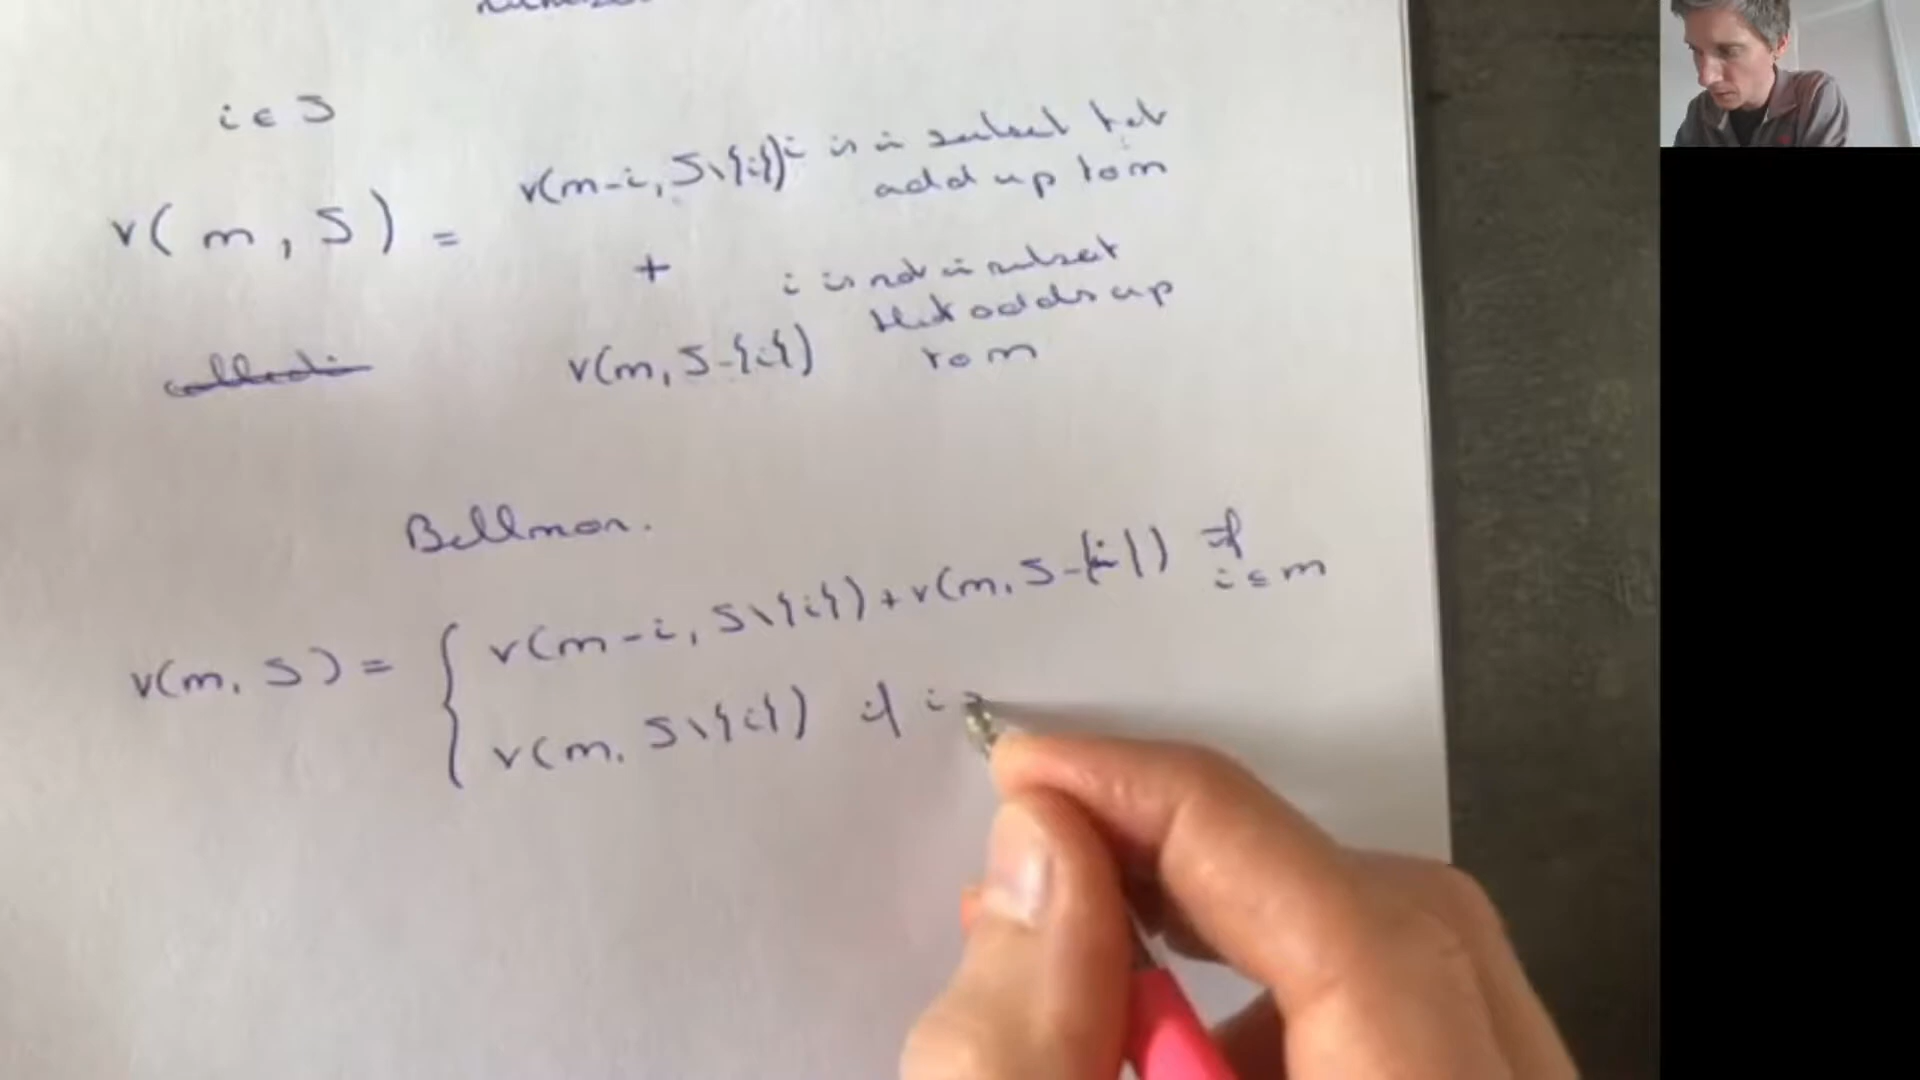 i ∈ S
v(m-i, S\{i}) i is in subset that
add up to m
v( m , S ) =
+
i is not in subset
that adds up
v(m, S-{i})
to m
Bellman.
v(m, S) = { v(m-i, S\{i}) + v(m, S-{i}) if
i ≤ m
v(m, S\{i}) if i >